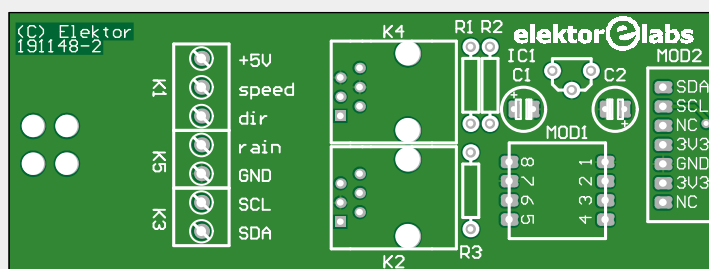 (C) Elektor
191148-2
K1
K5
K3
+5V
speed
dir
rain
GND
SCL
SDA
K4
K2
R1 R2
R3
elektor e labs
IC1
C1
C2
+
+
MOD1
8 1
7 2
6 3
5 4
MOD2
SDA
SCL
NC
3V3
GND
3V3
NC